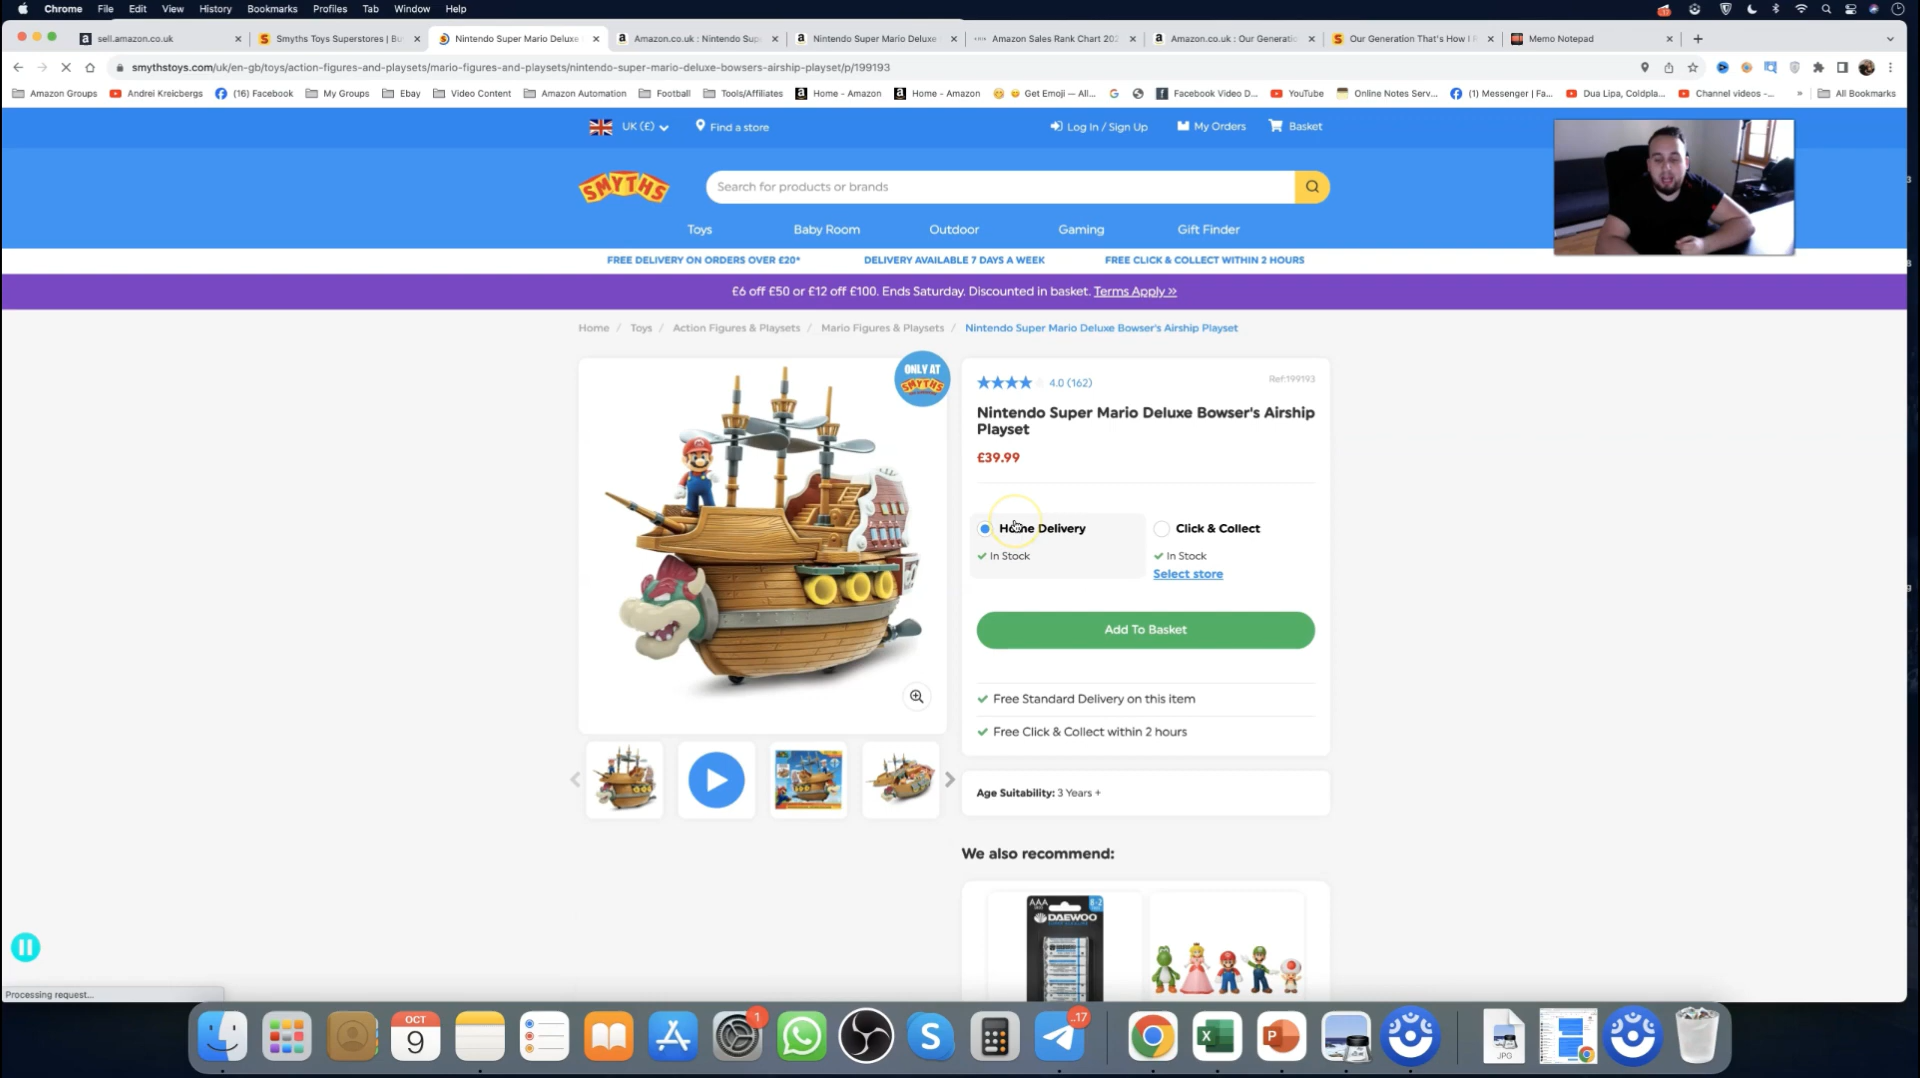 Chrome File Edit View History Bookmarks Profiles Tab Window Help
sell.amazon.co.uk Smyths Toys Superstores | Bu Nintendo Super Mario Deluxe Amazon.co.uk : Nintendo Sup Nintendo Super Mario Deluxe Amazon Sales Rank Chart 202 Amazon.co.uk : Our Generatio Our Generation That's How I R Memo Notepad
smythstoys.com/uk/en-gb/toys/action-figures-and-playsets/mario-figures-and-playsets/nintendo-super-mario-deluxe-bowsers-airship-playset/p/199193
Amazon Groups Andrei Kreicbergs (16) Facebook My Groups Ebay Video Content Amazon Automation Football Tools/Affiliates Home - Amazon Home - Amazon Get Emoji — All... Facebook Video D... YouTube Online Notes Serv... (1) Messenger | Fa... Dua Lipa, Coldpla... Channel videos -... » All Bookmarks
UK (£) Find a store Log In / Sign Up My Orders Basket
SMYTHS Search for products or brands
Toys Baby Room Outdoor Gaming Gift Finder
FREE DELIVERY ON ORDERS OVER £20* DELIVERY AVAILABLE 7 DAYS A WEEK FREE CLICK & COLLECT WITHIN 2 HOURS
£6 off £50 or £12 off £100. Ends Saturday. Discounted in basket. Terms Apply »
Home / Toys / Action Figures & Playsets / Mario Figures & Playsets / Nintendo Super Mario Deluxe Bowser's Airship Playset
ONLY AT
SMYTHS
4.0 (162) Ref:199193
Nintendo Super Mario Deluxe Bowser's Airship
Playset
£39.99
Home Delivery Click & Collect
In Stock In Stock
Select store
Add To Basket
Free Standard Delivery on this item
Free Click & Collect within 2 hours
Age Suitability: 3 Years +
We also recommend:
AAA 8-2
DAEWOO
Processing request...
OCT
9
1
..17
JPG